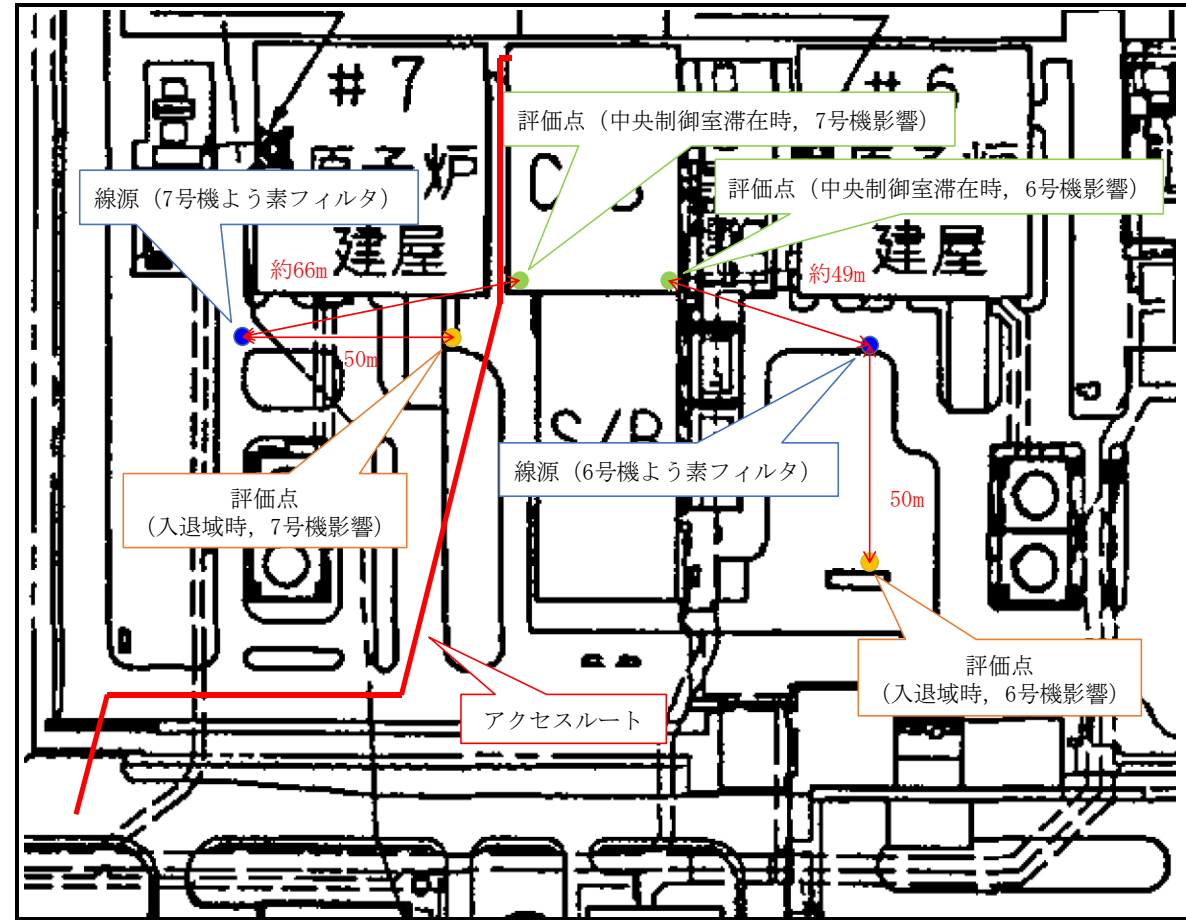 #7
原子炉
建屋
#6
建屋
評価点（中央制御室滞在時，7号機影響）
評価点（中央制御室滞在時，6号機影響）
線源（7号機よう素フィルタ）
約66m
約49m
50m
線源（6号機よう素フィルタ）
50m
評価点
（入退域時，7号機影響）
評価点
（入退域時，6号機影響）
アクセスルート